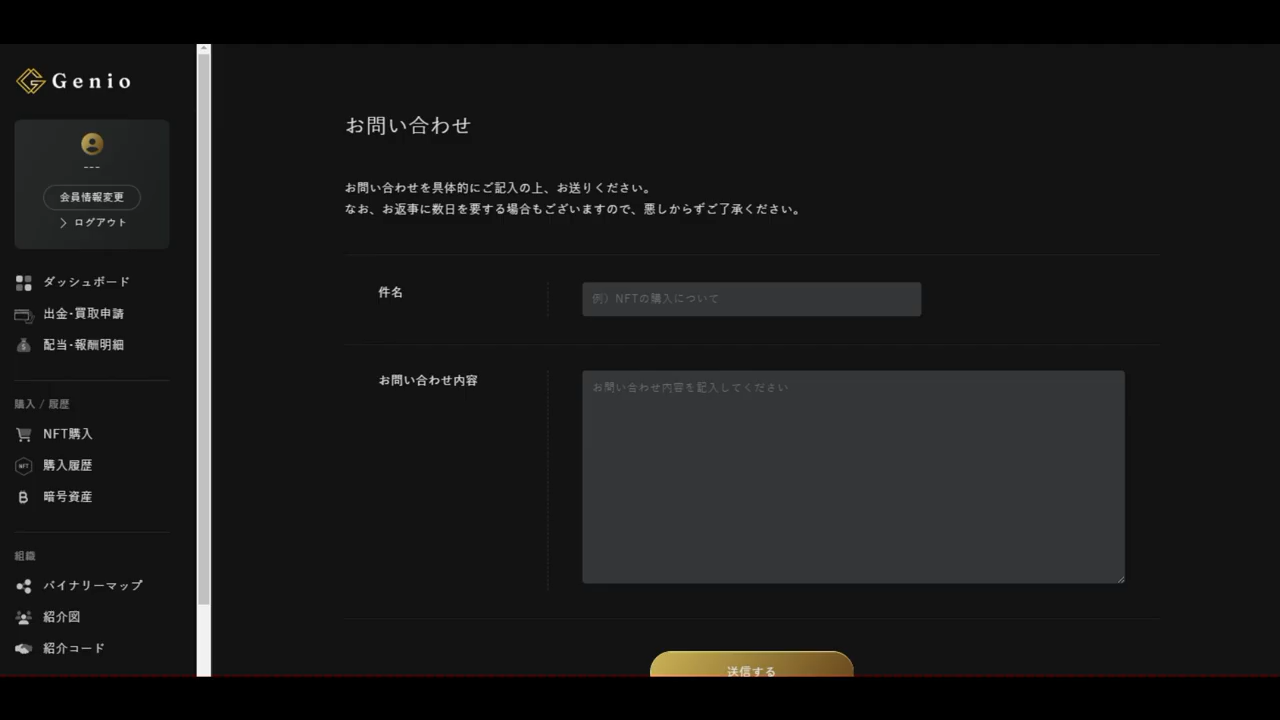 Genio
---
会員情報変更
ログアウト
ダッシュボード
出金・買取申請
配当・報酬明細
購入 / 履歴
NFT購入
NFT
購入履歴
暗号資産
組織
バイナリーマップ
紹介図
紹介コード
お問い合わせ
お問い合わせを具体的にご記入の上、お送りください。
なお、お返事に数日を要する場合もございますので、悪しからずご了承ください。
件名
例）NFTの購入について
お問い合わせ内容
お問い合わせ内容を記入してください
送信する